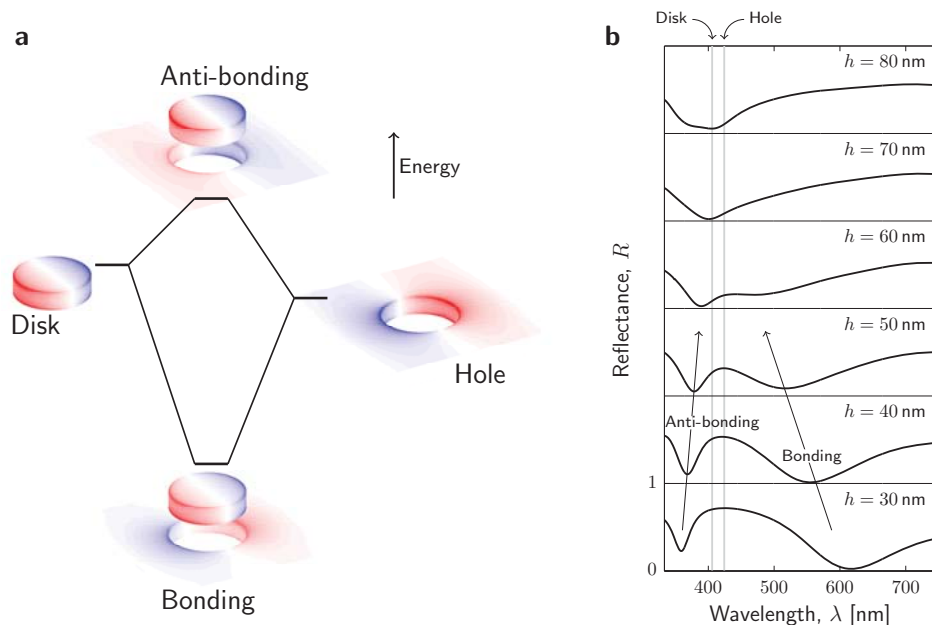 a
Anti-bonding
Energy
Disk
Hole
Bonding
b
Disk
Hole
h = 80 nm
h = 70 nm
h = 60 nm
h = 50 nm
h = 40 nm
Anti-bonding
Bonding
h = 30 nm
1
0
Reflectance, R
400
500
600
700
Wavelength, λ [nm]